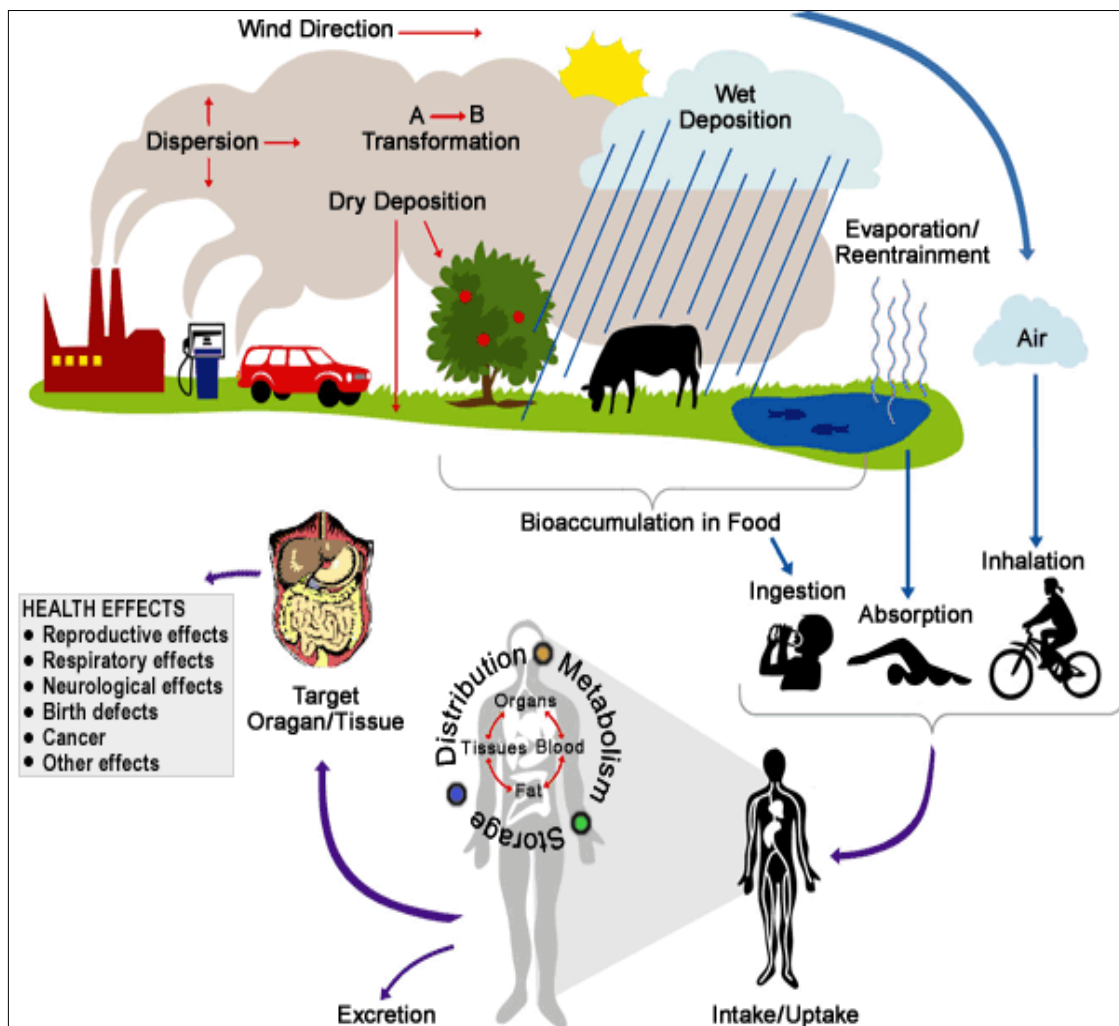 Wind Direction
Wet
Deposition
A B
Transformation
Dispersion
Dry Deposition
Evaporation/
Reentrainment
Air
Bioaccumulation in Food
Ingestion
Absorption
Inhalation
HEALTH EFFECTS
● Reproductive effects
● Respiratory effects
● Neurological effects
● Birth defects
● Cancer
● Other effects
Target
Oragan/Tissue
Distribution
Metabolism
Storage
Organs
Tissues
Blood
Fat
Excretion
Intake/Uptake